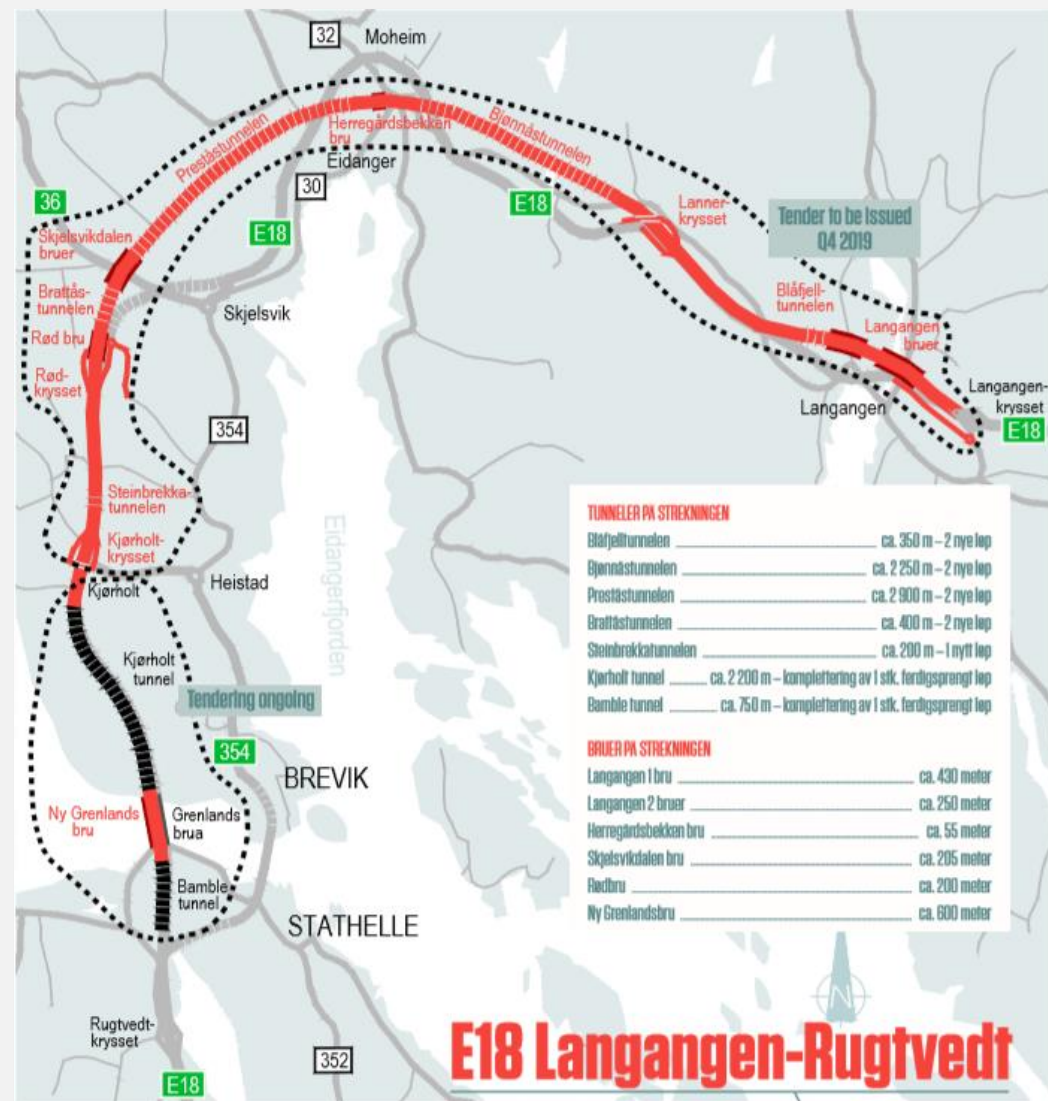 32
Moheim
Preståstunnelen
Herregårdsbekken
bru
Bjønnåstunnelen
Eidanger
30
36
E18
E18
Lanner-
krysset
Tender to be Issued
Q4 2019
Skjelsvikdalen
bruer
Brattås-
tunnelen
Skjelsvik
Rød bru
Rød-
krysset
Blåfjell-
tunnelen
Langangen
bruer
Langangen-
krysset
Langangen
E18
354
Steinbrekka-
tunnelen
Kjørholt-
krysset
Kjørholt
Heistad
Eidangerfjorden
Kjørholt
tunnel
Tendering ongoing
354
BREVIK
Ny Grenlands
bru
Grenlands
brua
Bamble
tunnel
STATHELLE
Rugtvedt-
krysset
352
E18
TUNNELER PÅ STREKNINGEN
Blåfjelltunnelen ca. 350 m – 2 nye løp
Bjønnåstunnelen ca. 2 250 m – 2 nye løp
Preståstunnelen ca. 2 900 m – 2 nye løp
Brattåstunnelen ca. 400 m – 2 nye løp
Steinbrekkatunnelen ca. 200 m – 1 nytt løp
Kjørholt tunnel ca. 2 200 m – komplettering av 1 stk. ferdigsprengt løp
Bamble tunnel ca. 750 m – komplettering av 1 stk. ferdigsprengt løp
BRUER PÅ STREKNINGEN
Langangen 1 bru ca. 430 meter
Langangen 2 bruer ca. 250 meter
Herregårdsbekken bru ca. 55 meter
Skjelsvikdalen bru ca. 205 meter
Rødbru ca. 200 meter
Ny Grenlandsbru ca. 600 meter
N
E18 Langangen-Rugtvedt